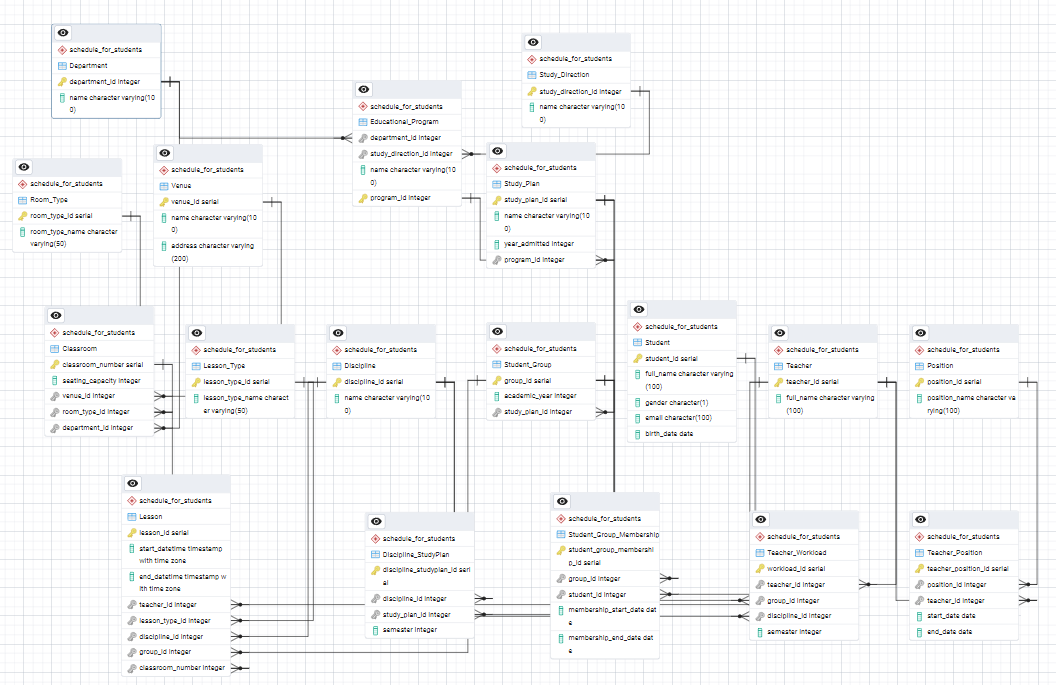 schedule_for_students
Department
department_id integer
name character varying(10
0)
schedule_for_students
Study_Direction
study_direction_id integer
name character varying(10
0)
schedule_for_students
Educational_Program
department_id integer
study_direction_id integer
name character varying(10
0)
program_id integer
schedule_for_students
Room_Type
room_type_id serial
room_type_name character
varying(50)
schedule_for_students
Venue
venue_id serial
name character varying(10
0)
address character varying
(200)
schedule_for_students
Study_Plan
study_plan_id serial
name character varying(10
0)
year_admitted integer
program_id integer
schedule_for_students
Classroom
classroom_number serial
seating_capacity integer
venue_id integer
room_type_id integer
department_id integer
schedule_for_students
Lesson_Type
lesson_type_id serial
lesson_type_name charact
er varying(50)
schedule_for_students
Discipline
discipline_id serial
name character varying(10
0)
schedule_for_students
Student_Group
group_id serial
academic_year integer
study_plan_id integer
schedule_for_students
Student
student_id serial
full_name character varying
(100)
gender character(1)
email character(100)
birth_date date
schedule_for_students
Teacher
teacher_id serial
full_name character varying
(100)
schedule_for_students
Position
position_id serial
position_name character va
rying(100)
schedule_for_students
Lesson
lesson_id serial
start_datetime timestamp
with time zone
end_datetime timestamp w
ith time zone
teacher_id integer
lesson_type_id integer
discipline_id integer
group_id integer
classroom_number integer
schedule_for_students
Discipline_StudyPlan
discipline_studyplan_id seri
al
discipline_id integer
study_plan_id integer
semester integer
schedule_for_students
Student_Group_Membership
student_group_membershi
p_id serial
group_id integer
student_id integer
membership_start_date dat
e
membership_end_date dat
e
schedule_for_students
Teacher_Workload
workload_id serial
teacher_id integer
group_id integer
discipline_id integer
semester integer
schedule_for_students
Teacher_Position
teacher_position_id serial
position_id integer
teacher_id integer
start_date date
end_date date